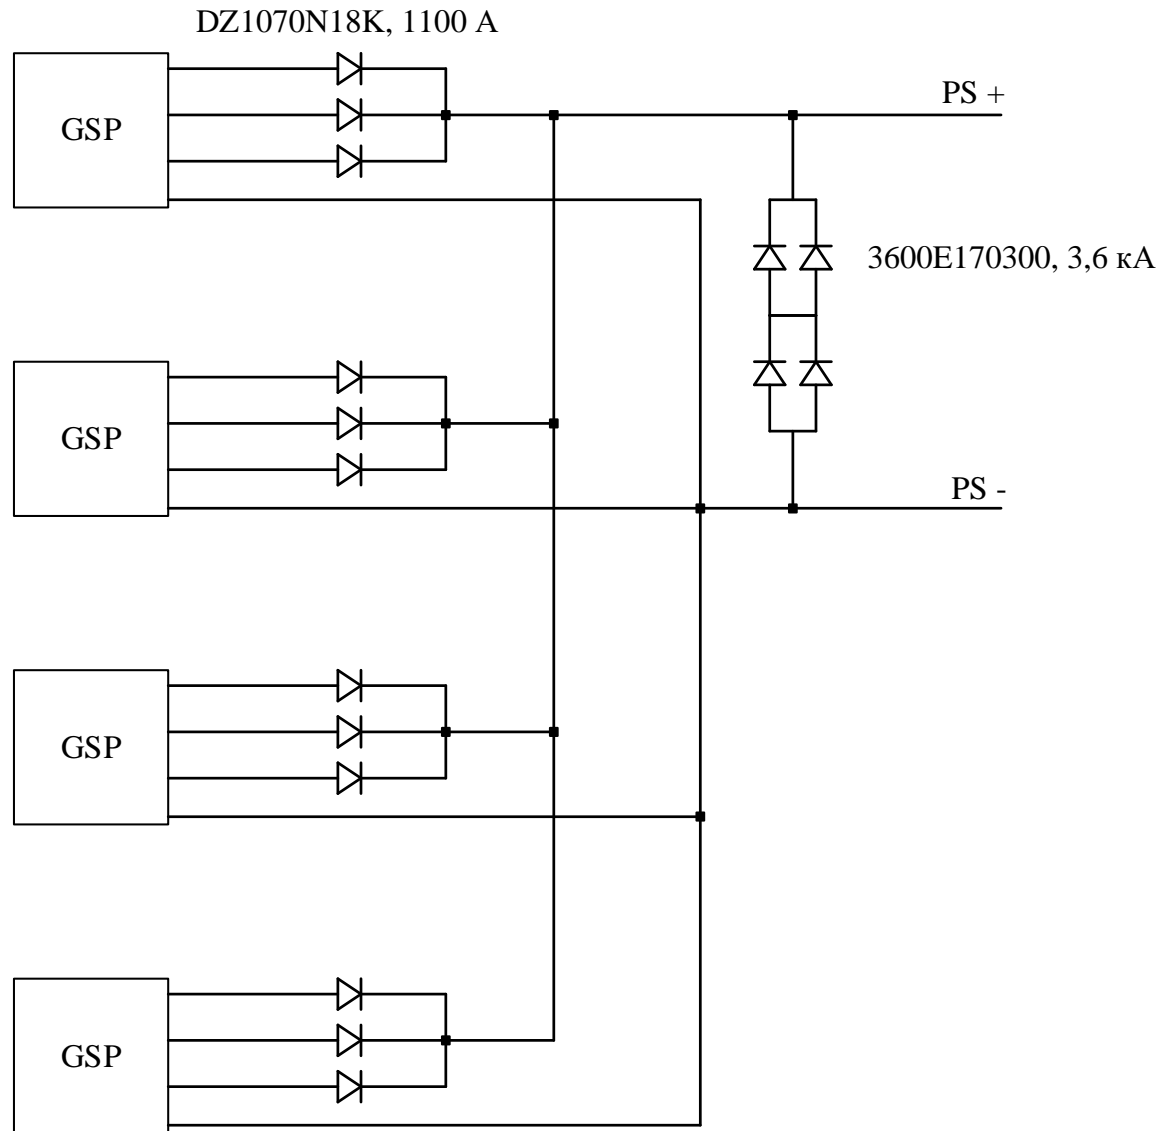 DZ1070N18K, 1100 A
GSP
PS +
3600E170300, 3,6 кА
GSP
PS -
GSP
GSP